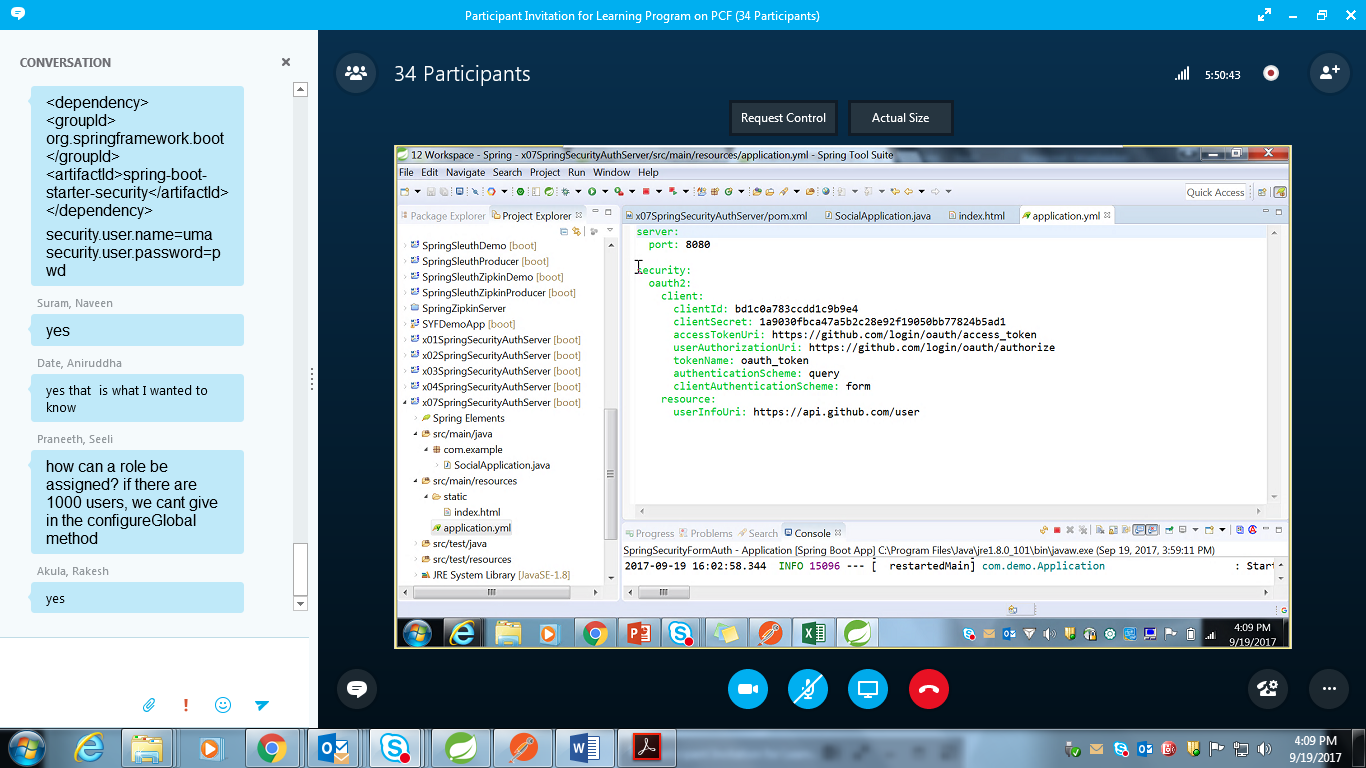 Participant Invitation for Learning Program on PCF (34 Participants)
CONVERSATION
<dependency>
<groupId>
org.springframework.boot
</groupId>
<artifactId>spring-boot-
starter-security</artifactId>
</dependency>
security.user.name=uma
security.user.password=p
wd
Suram, Naveen
yes
Date, Aniruddha
yes that  is what I wanted to
know
Praneeth, Seeli
how can a role be
assigned? if there are
1000 users, we cant give
in the configureGlobal
method
Akula, Rakesh
yes
34 Participants
5:50:43
Request Control
Actual Size
12 Workspace - Spring - x07SpringSecurityAuthServer/src/main/resources/application.yml - Spring Tool Suite
File Edit Navigate Search Project Run Window Help
Quick Access
Package Explorer
Project Explorer
SpringSleuthDemo [boot]
SpringSleuthProducer [boot]
SpringSleuthZipkinDemo [boot]
SpringSleuthZipkinProducer [boot]
SpringZipkinServer
SYFDemoApp [boot]
x01SpringSecurityAuthServer [boot]
x02SpringSecurityAuthServer [boot]
x03SpringSecurityAuthServer [boot]
x04SpringSecurityAuthServer [boot]
x07SpringSecurityAuthServer [boot]
Spring Elements
src/main/java
com.example
SocialApplication.java
src/main/resources
static
index.html
application.yml
src/test/java
src/test/resources
JRE System Library [JavaSE-1.8]
x07SpringSecurityAuthServer/pom.xml
SocialApplication.java
index.html
application.yml
server:
port: 8080
security:
oauth2:
client:
clientId: bd1c0a783ccdd1c9b9e4
clientSecret: 1a9030fbca47a5b2c28e92f19050bb77824b5ad1
accessTokenUri: https://github.com/login/oauth/access_token
userAuthorizationUri: https://github.com/login/oauth/authorize
tokenName: oauth_token
authenticationScheme: query
clientAuthenticationScheme: form
resource:
userInfoUri: https://api.github.com/user
Progress
Problems
Search
Console
SpringSecurityFormAuth - Application [Spring Boot App] C:\Program Files\Java\jre1.8.0_101\bin\javaw.exe (Sep 19, 2017, 3:59:11 PM)
2017-09-19 16:02:58.344  INFO 15096 --- [  restartedMain] com.demo.Application : Start
4:09 PM
9/19/2017
4:09 PM
9/19/2017